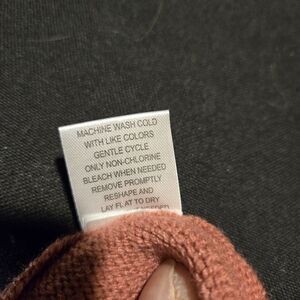 MACHINE WASH COLD
WITH LIKE COLORS
GENTLE CYCLE
ONLY NON-CHLORINE
BLEACH WHEN NEEDED
REMOVE PROMPTLY
RESHAPE AND
LAY FLAT TO DRY
NEEDED